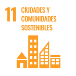 11 CIUDADES Y
COMUNIDADES
SOSTENIBLES